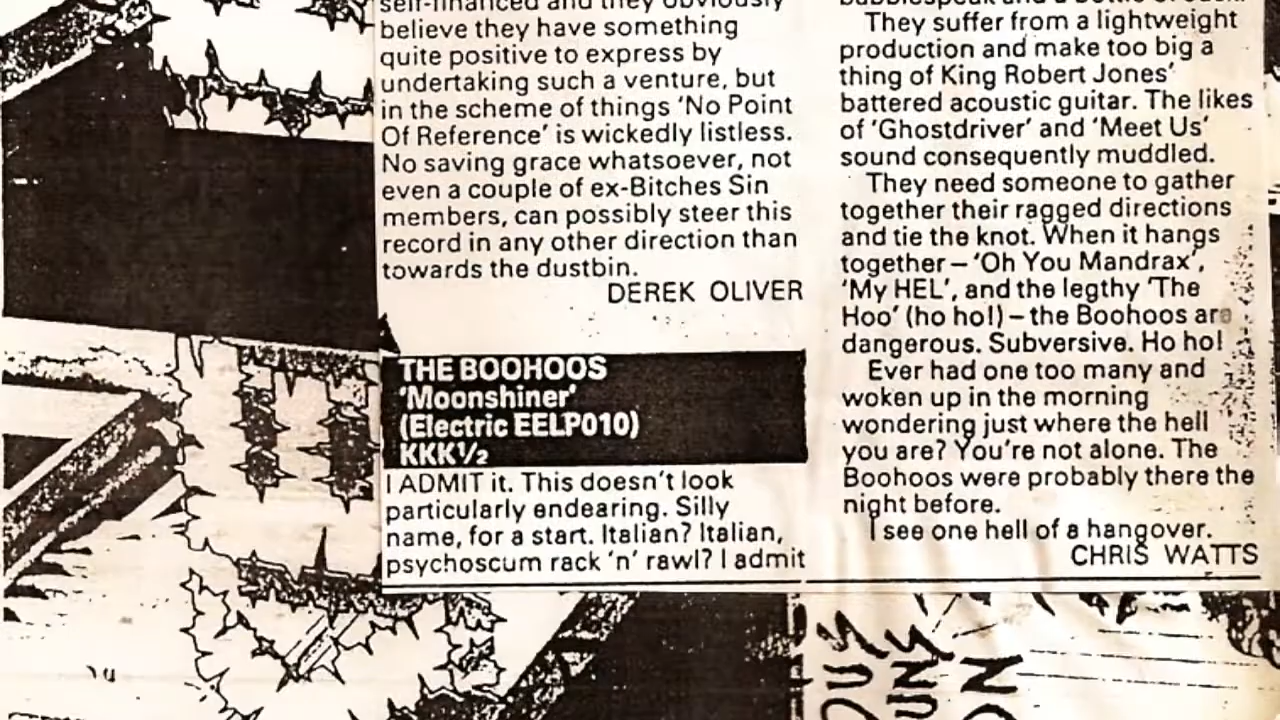 self-financed and they obviously
believe they have something
quite positive to express by
undertaking such a venture, but
in the scheme of things ‘No Point
Of Reference’ is wickedly listless.
No saving grace whatsoever, not
even a couple of ex-Bitches Sin
members, can possibly steer this
record in any other direction than
towards the dustbin.
DEREK OLIVER
THE BOOHOOS
‘Moonshiner’
(Electric EELP010)
KKK½
I ADMIT it. This doesn’t look
particularly endearing. Silly
name, for a start. Italian? Italian,
psychoscum rack ‘n’ rawl? I admit
They suffer from a lightweight
production and make too big a
thing of King Robert Jones’
battered acoustic guitar. The likes
of ‘Ghostdriver’ and ‘Meet Us’
sound consequently muddled.
They need someone to gather
together their ragged directions
and tie the knot. When it hangs
together – ‘Oh You Mandrax’,
‘My HEL’, and the legthy ‘The
Hoo’ (ho ho!) – the Boohoos are
dangerous. Subversive. Ho ho!
Ever had one too many and
woken up in the morning
wondering just where the hell
you are? You’re not alone. The
Boohoos were probably there the
night before.
I see one hell of a hangover.
CHRIS WATTS